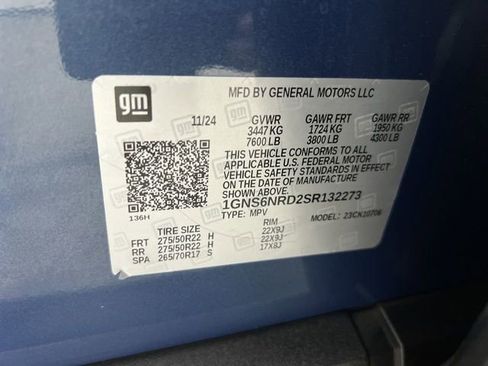 gm
MFD BY GENERAL MOTORS LLC
11/24 GVWR GAWR FRT GAWR RR
3447 KG 1724 KG 1950 KG
7600 LB 3800 LB 4300 LB
THIS VEHICLE CONFORMS TO ALL
APPLICABLE U.S. FEDERAL MOTOR
VEHICLE SAFETY STANDARDS IN EFFECT
ON THE DATE OF MANUFACTURE
SHOWN ABOVE.
1GNS6NRD2SR132273
136H
TYPE: MPV MODEL: 23CK10706
TIRE SIZE RIM
FRT 275/50R22 H 22X9J
RR 275/50R22 H 22X9J
SPA 265/70R17 S 17X8J